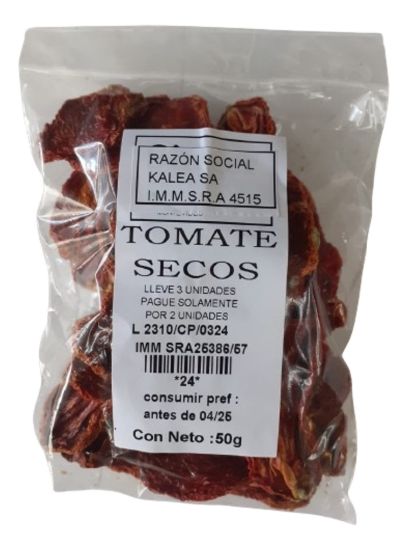 RAZÓN SOCIAL
KALEA SA
I.M.M.S.R.A 4515
TOMATE
SECOS
LLEVE 3 UNIDADES
PAGUE SOLAMENTE
POR 2 UNIDADES
L 2310/CP/0324
IMM SRA25386/57
*24*
consumir pref :
antes de 04/25
Con Neto :50g